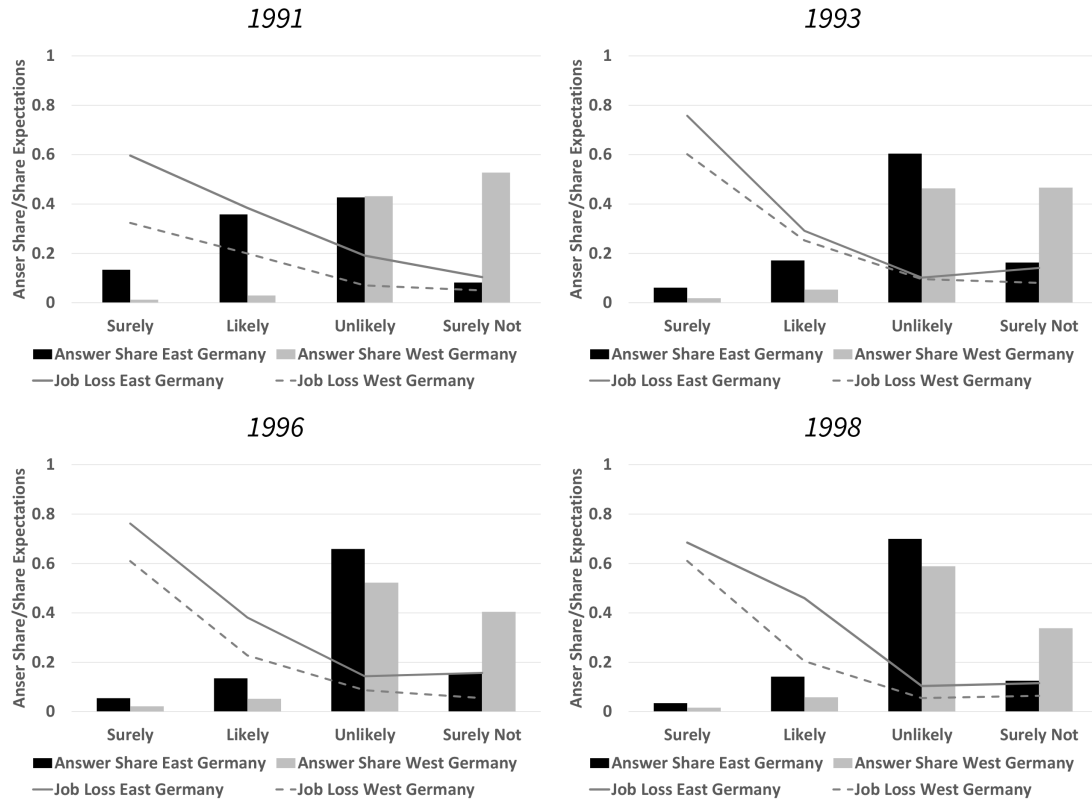 1991
1993
Anser Share/Share Expectations
1
0.8
0.6
0.4
0.2
0
Surely Likely Unlikely Surely Not
Answer Share East Germany Answer Share West Germany
Job Loss East Germany Job Loss West Germany
Anser Share/Share Expectations
1
0.8
0.6
0.4
0.2
0
Surely Likely Unlikely Surely Not
Answer Share East Germany Answer Share West Germany
Job Loss East Germany Job Loss West Germany
1996
1998
Anser Share/Share Expectations
1
0.8
0.6
0.4
0.2
0
Surely Likely Unlikely Surely Not
Answer Share East Germany Answer Share West Germany
Job Loss East Germany Job Loss West Germany
Anser Share/Share Expectations
1
0.8
0.6
0.4
0.2
0
Surely Likely Unlikely Surely Not
Answer Share East Germany Answer Share West Germany
Job Loss East Germany Job Loss West Germany